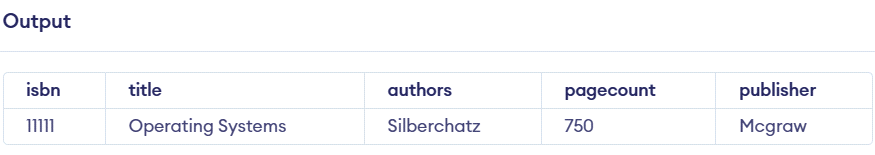 Output
isbn title authors pagecount publisher
11111 Operating Systems Silberchatz 750 Mcgraw